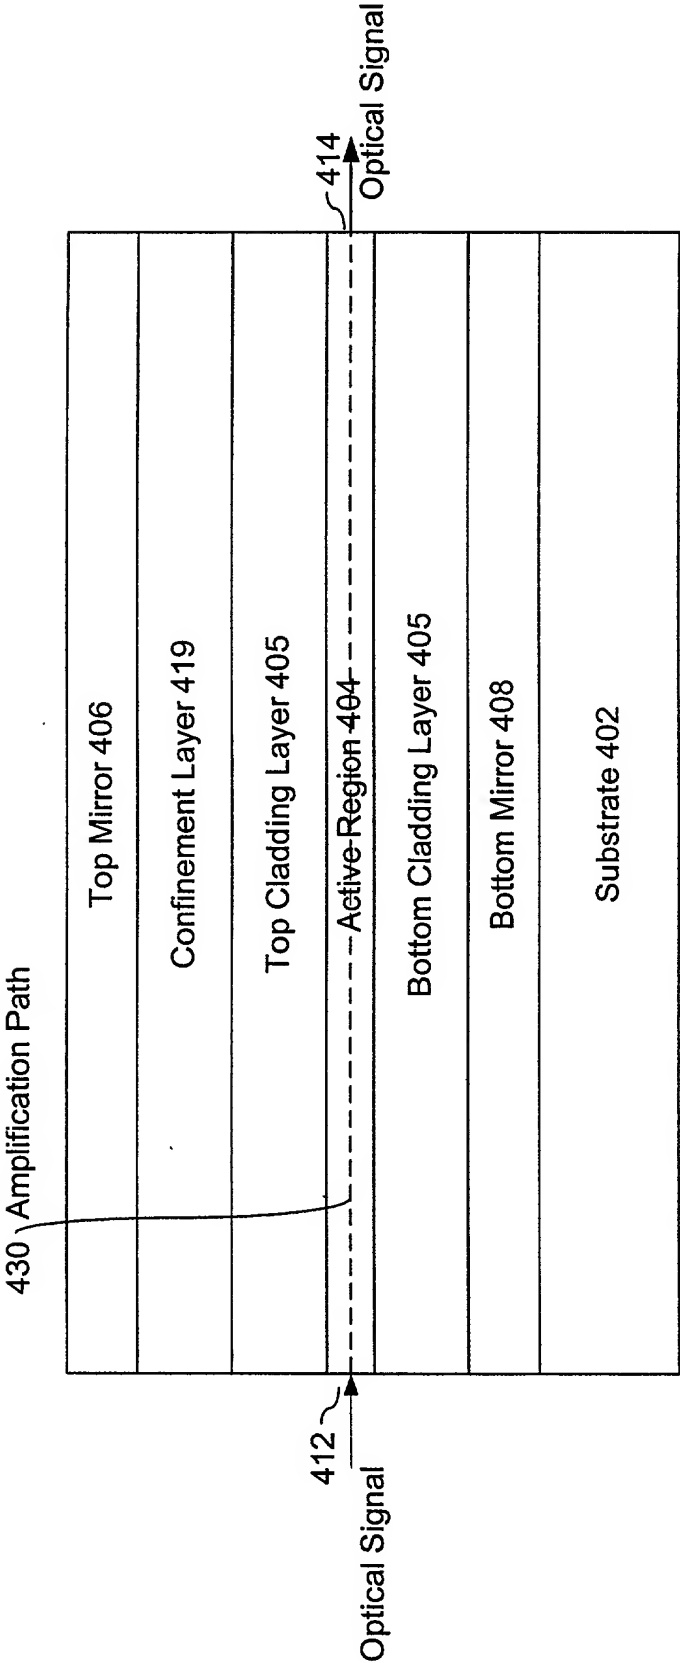 430 Amplification Path
Top Mirror 406
Confinement Layer 419
Top Cladding Layer 405
412
Active Region 404
414
Optical Signal
Optical Signal
Bottom Cladding Layer 405
Bottom Mirror 408
Substrate 402